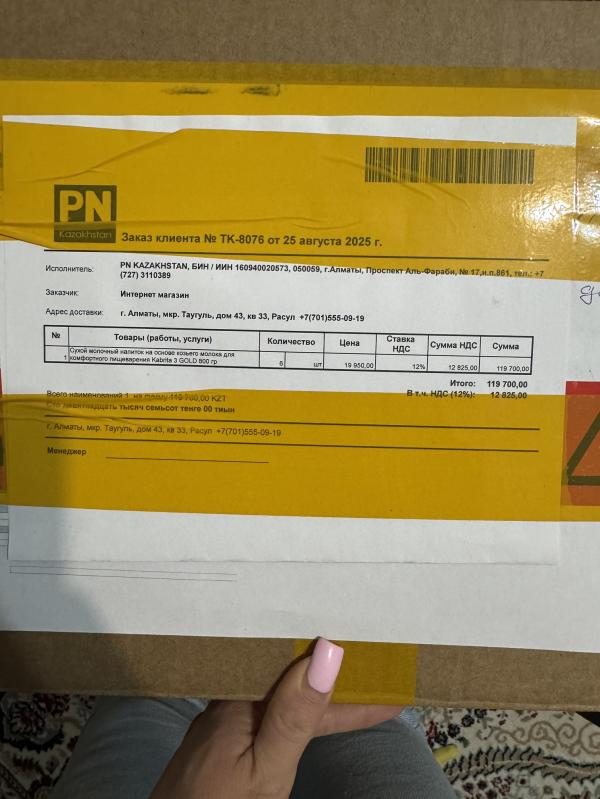 PN
Kazakhstan
Заказ клиента № TK-8076 от 25 августа 2025 г.
Исполнитель: PN KAZAKHSTAN, БИН / ИИН 160940020573, 050059, г.Алматы, Проспект Аль-Фараби, № 17,н.п.861, тел.: +7
(727) 3110389
Заказчик: Интернет магазин
Адрес доставки: г. Алматы, мкр. Таугуль, дом 43, кв 33, Расул +7(701)555-09-19
№ Товары (работы, услуги) Количество Цена Ставка НДС Сумма НДС Сумма
1 Сухой молочный напиток на основе козьего молока для
комфортного пищеварения Kabrita 3 GOLD 800 гр 6 шт 19 950,00 12% 12 825,00 119 700,00
Итого: 119 700,00
В т.ч. НДС (12%): 12 825,00
Всего наименований 1, на сумму 119 700,00 KZT
Сто девятнадцать тысяч семьсот тенге 00 тиын
г. Алматы, мкр. Таугуль, дом 43, кв 33, Расул +7(701)555-09-19
Менеджер